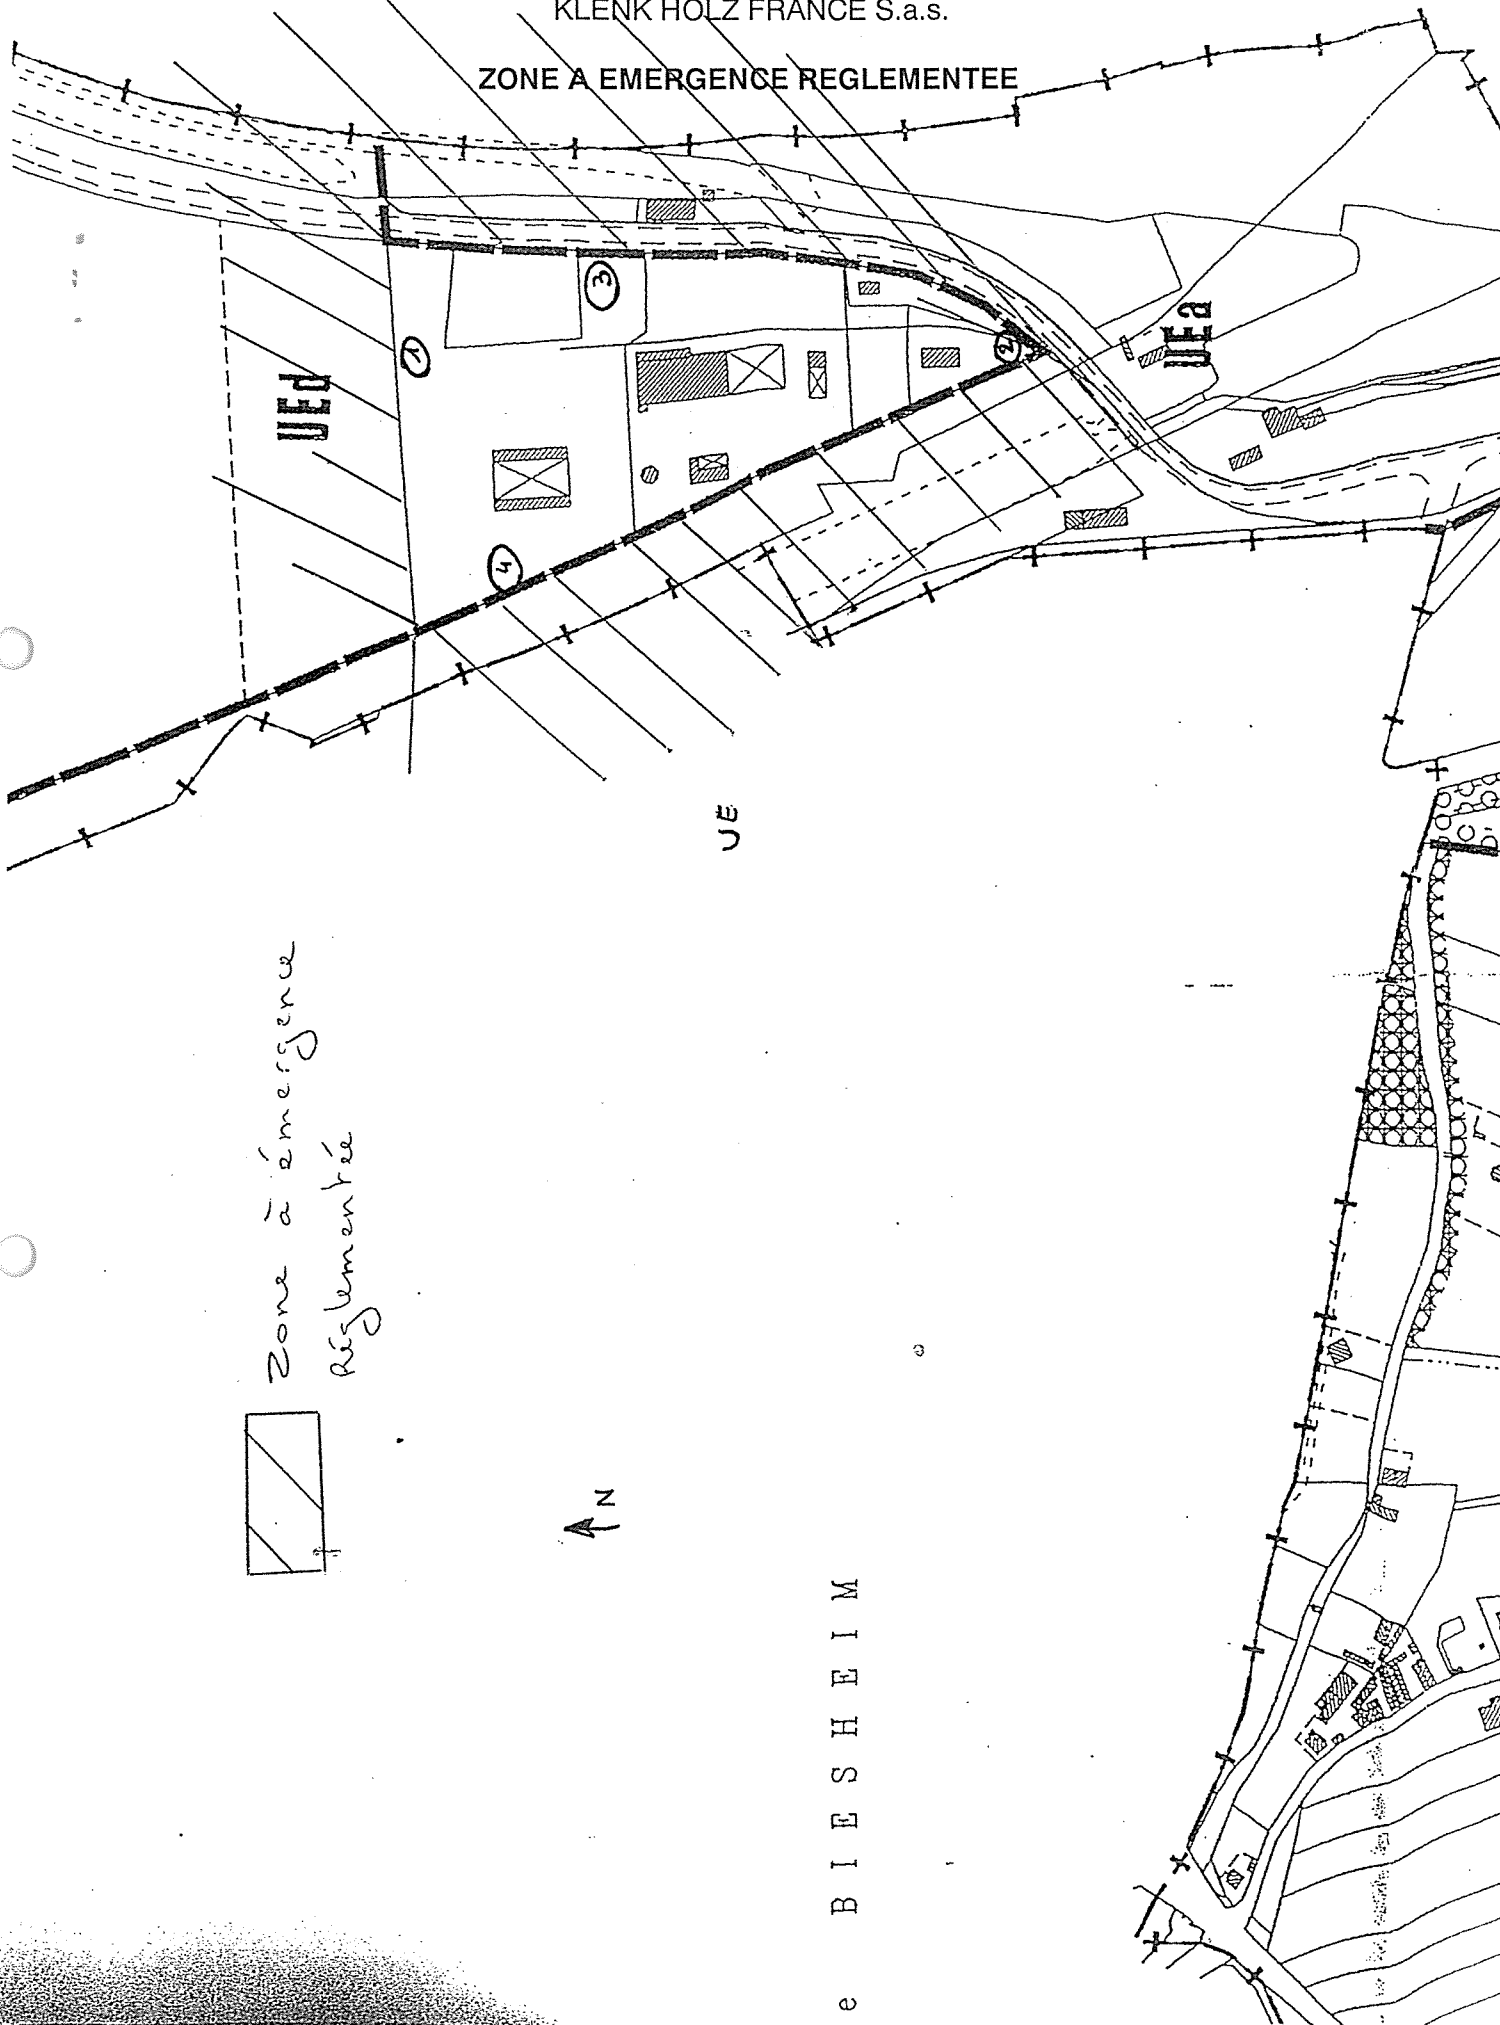 KLENK HOLZ FRANCE S.a.s.
ZONE A EMERGENCE REGLEMENTEE
UEd
1
3
2
UEa
4
UE
Zone à émergence
Réglementée
N
e BIESHEIM